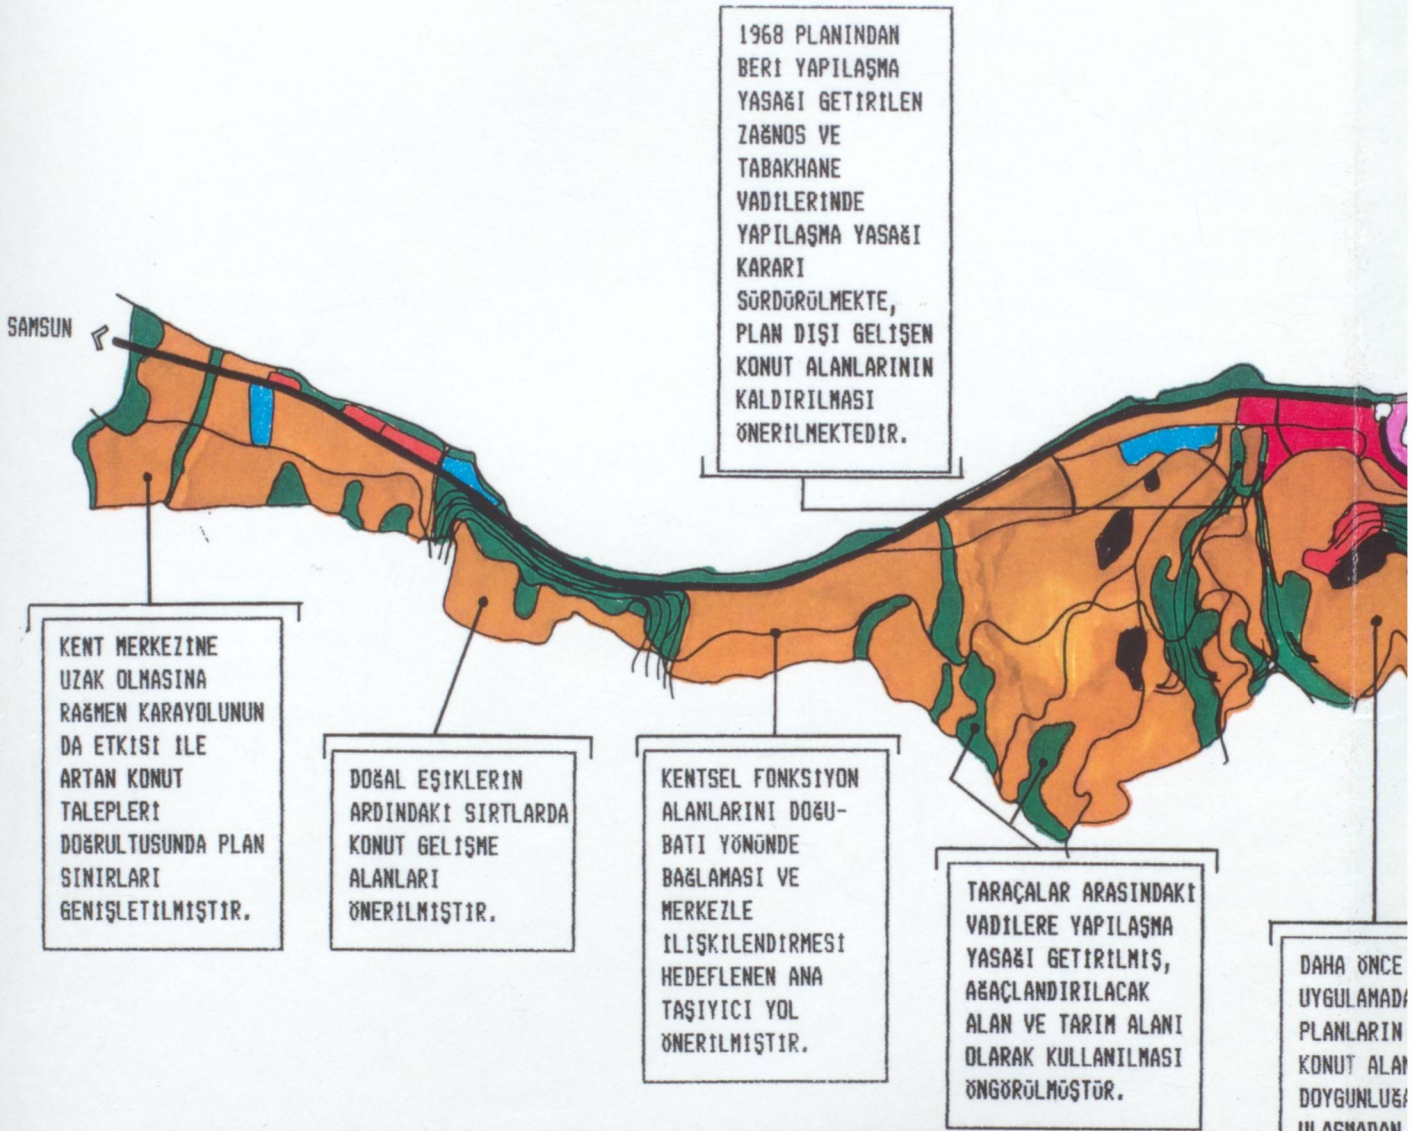 1968 PLANINDAN
BERİ YAPILAŞMA
YASAĞI GETİRİLEN
ZAĞNOS VE
TABAKHANE
VADİLERİNDE
YAPILAŞMA YASAĞI
KARARI
SÜRDÜRÜLMEKTE,
PLAN DIŞI GELİŞEN
KONUT ALANLARININ
KALDIRILMASI
ÖNERİLMEKTEDİR.
SAMSUN
KENT MERKEZİNE
UZAK OLMASINA
RAĞMEN KARAYOLUNUN
DA ETKİSİ İLE
ARTAN KONUT
TALEPLERİ
DOĞRULTUSUNDA PLAN
SINIRLARI
GENİŞLETİLMİŞTİR.
DOĞAL EŞİKLERİN
ARDINDAKİ SIRTLARDA
KONUT GELİŞME
ALANLARI
ÖNERİLMİŞTİR.
KENTSEL FONKSİYON
ALANLARINI DOĞU-
BATI YÖNÜNDE
BAĞLAMASI VE
MERKEZLE
İLİŞKİLENDİRMESİ
HEDEFLENEN ANA
TAŞIYICI YOL
ÖNERİLMİŞTİR.
TARAÇALAR ARASINDAKİ
VADİLERE YAPILAŞMA
YASAĞI GETİRİLMİŞ,
AĞAÇLANDIRILACAK
ALAN VE TARIM ALANI
OLARAK KULLANILMASI
ÖNGÖRÜLMÜŞTÜR.
DAHA ÖNCE
UYGULAMADA
PLANLARIN
KONUT ALAN
DOYGUNLUĞA